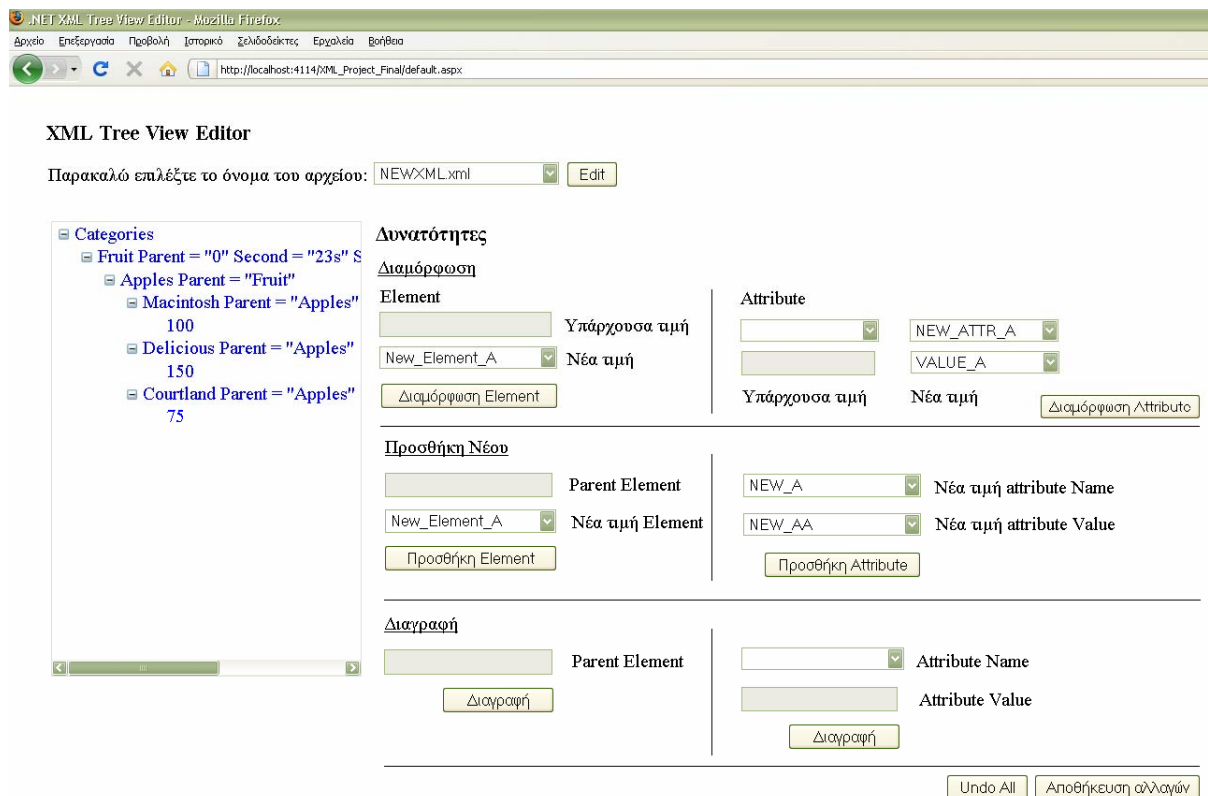 .NET XML Tree View Editor - Mozilla Firefox
Αρχείο Επεξεργασία Προβολή Ιστορικό Σελιδοδείκτες Εργαλεία Βοήθεια
http://localhost:4114/XML_Project_Final/default.aspx
XML Tree View Editor
Παρακαλώ επιλέξτε το όνομα του αρχείου: NEWXML.xml Edit
Categories
Fruit Parent = "0" Second = "23s" S
Apples Parent = "Fruit"
Macintosh Parent = "Apples"
100
Delicious Parent = "Apples"
150
Courtland Parent = "Apples"
75
Δυνατότητες
Διαμόρφωση
Element
Υπάρχουσα τιμή
New_Element_A Νέα τιμή
Διαμόρφωση Element
Attribute
NEW_ATTR_A
VALUE_A
Υπάρχουσα τιμή Νέα τιμή
Διαμόρφωση Attribute
Προσθήκη Νέου
Parent Element
New_Element_A Νέα τιμή Element
Προσθήκη Element
NEW_A Νέα τιμή attribute Name
NEW_AA Νέα τιμή attribute Value
Προσθήκη Attribute
Διαγραφή
Parent Element
Διαγραφή
Attribute Name
Attribute Value
Διαγραφή
Undo All Αποθήκευση αλλαγών